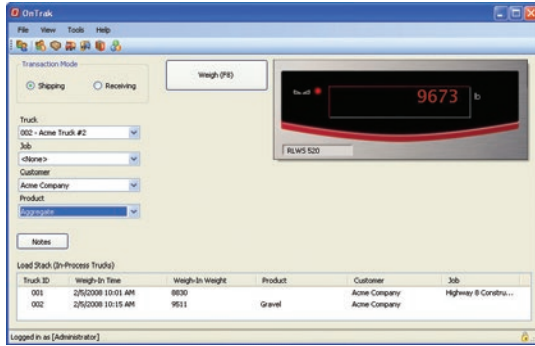 OnTrak
File View Tools Help
Transaction Mode
Shipping Receiving
Weigh (F8)
9673 lb
RLWS 520
Truck
002 - Acme Truck #2
Job
<None>
Customer
Acme Company
Product
Aggregate
Notes
Load Stack (In-Process Trucks)
Truck ID Weigh-In Time Weigh-In Weight Product Customer Job
001 2/5/2008 10:01 AM 8830 Acme Company Highway 8 Constru...
002 2/5/2008 10:15 AM 9511 Gravel Acme Company
Logged in as [Administrator]